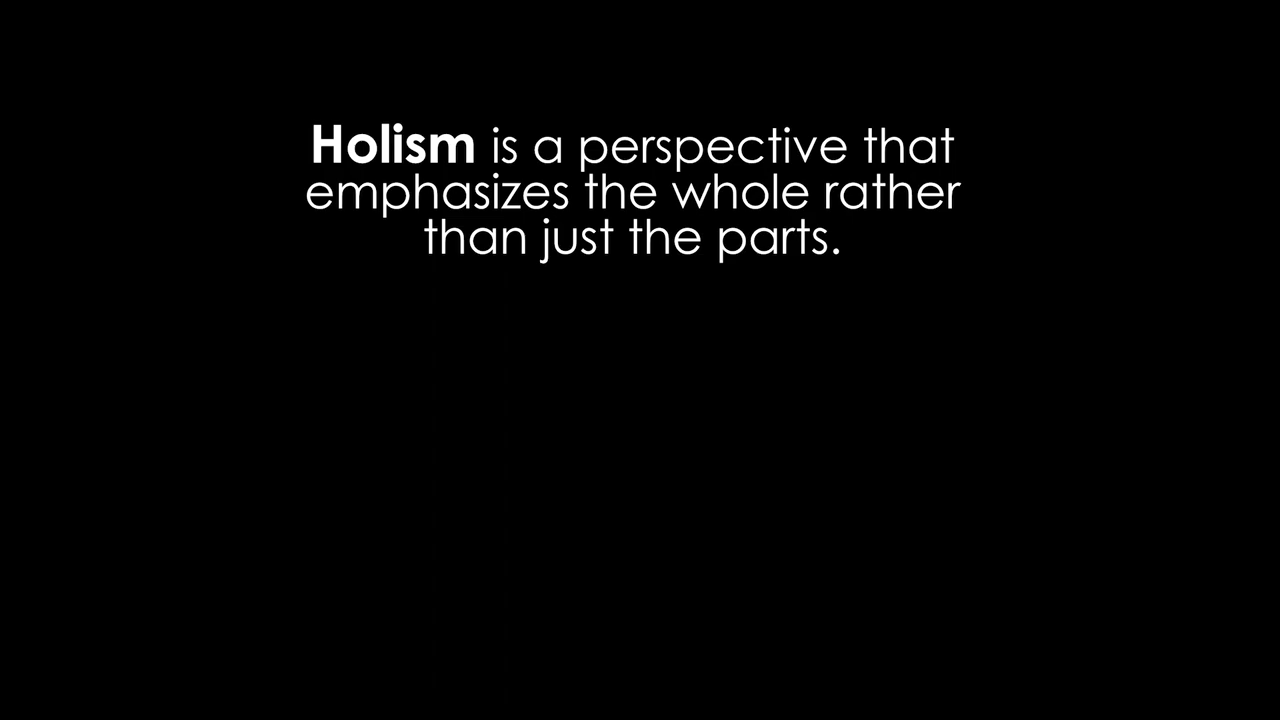 Holism is a perspective that
emphasizes the whole rather
than just the parts.